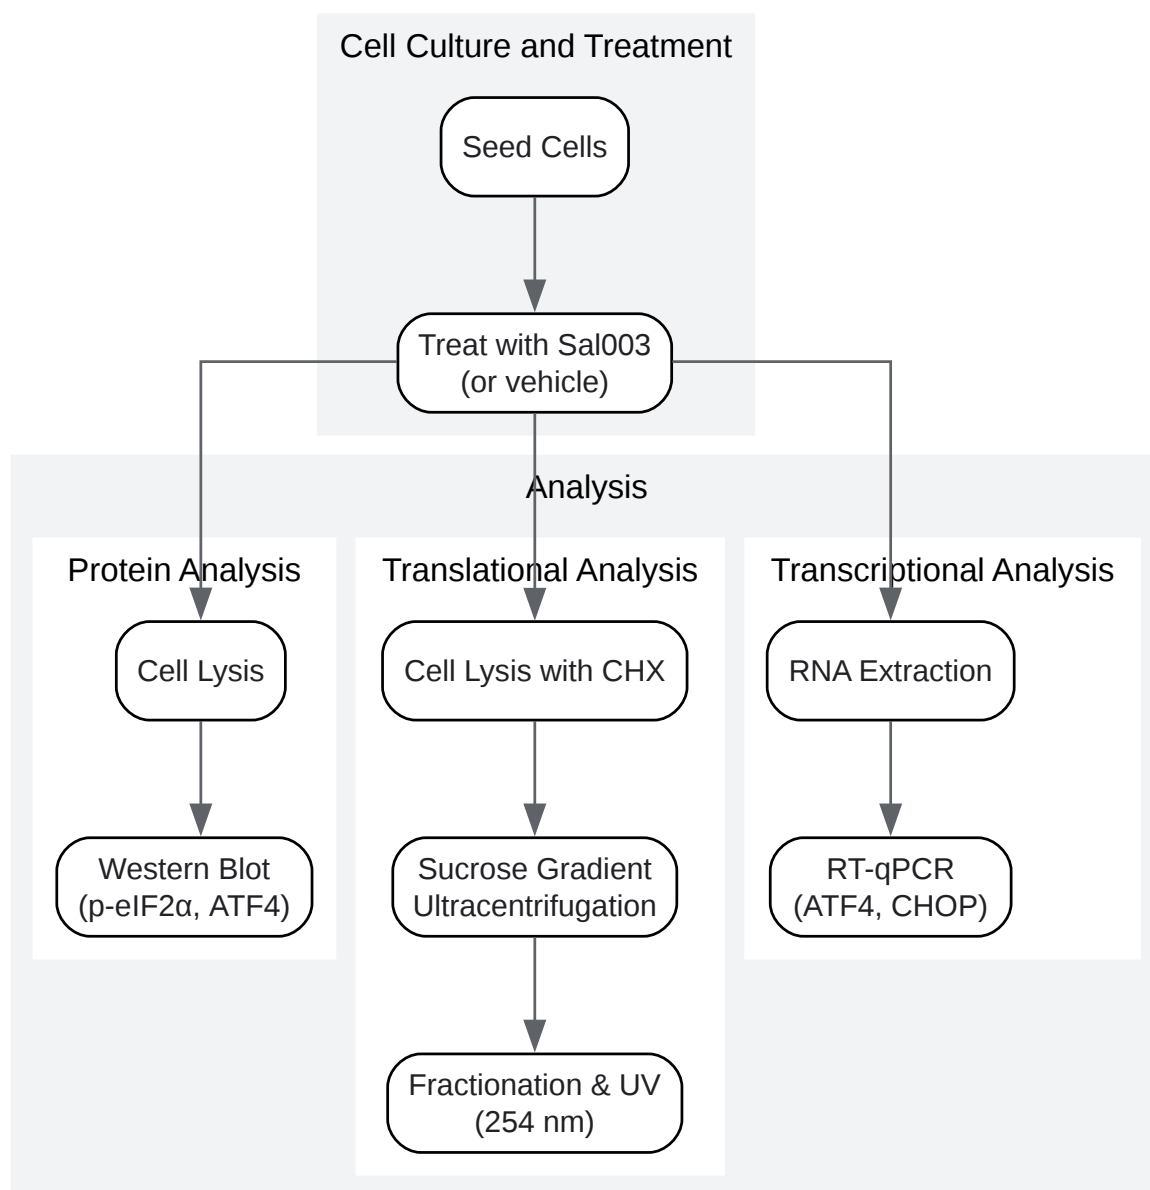 Cell Culture and Treatment
Seed Cells
Treat with Sal003
(or vehicle)
Analysis
Protein Analysis
Translational Analysis
Transcriptional Analysis
Cell Lysis
Cell Lysis with CHX
RNA Extraction
Western Blot
(p-eIF2α, ATF4)
Sucrose Gradient
Ultracentrifugation
RT-qPCR
(ATF4, CHOP)
Fractionation & UV
(254 nm)